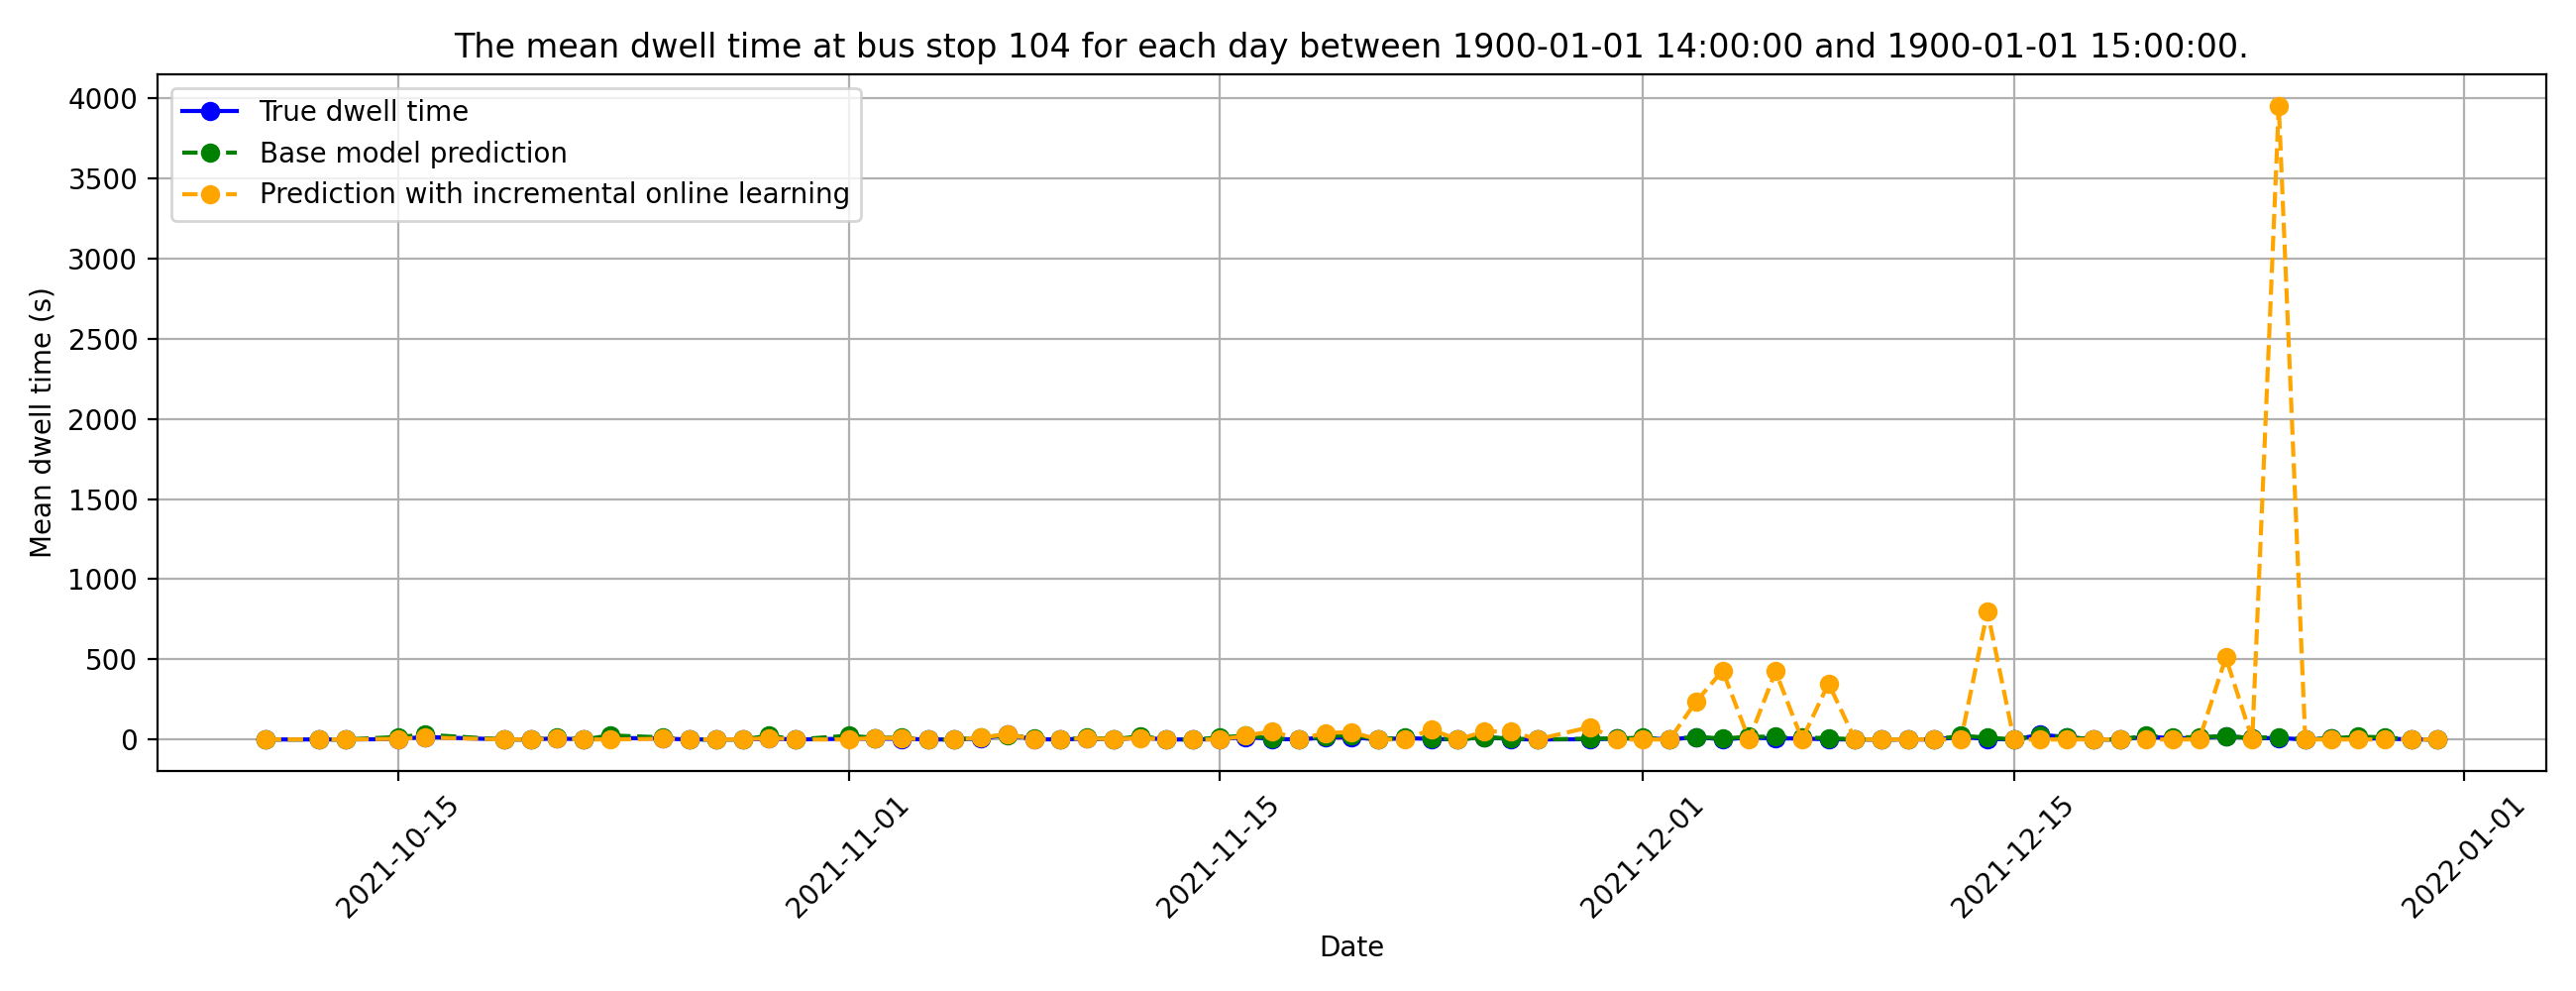 The mean dwell time at bus stop 104 for each day between 1900-01-01 14:00:00 and 1900-01-01 15:00:00.
True dwell time
Base model prediction
Prediction with incremental online learning
Mean dwell time (s)
4000
3500
3000
2500
2000
1500
1000
500
0
2021-10-15
2021-11-01
2021-11-15
2021-12-01
2021-12-15
2022-01-01
Date